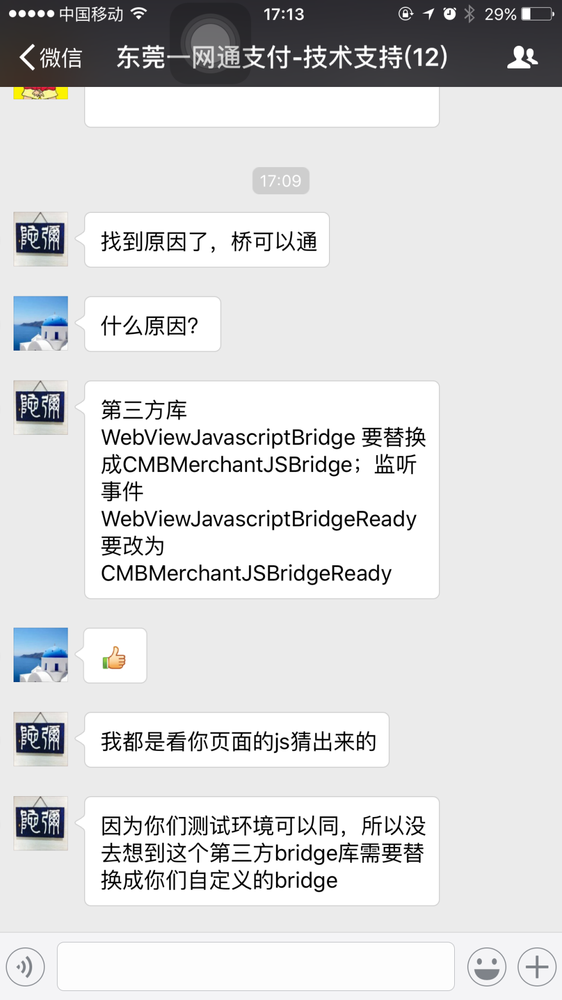 中国移动 17:13 29%
微信 东莞一网通支付-技术支持(12)
17:09
陀彌
找到原因了，桥可以通
什么原因?
陀彌
第三方库
WebViewJavascriptBridge 要替换
成CMBMerchantJSBridge；监听
事件
WebViewJavascriptBridgeReady
要改为
CMBMerchantJSBridgeReady
陀彌
我都是看你页面的js猜出来的
陀彌
因为你们测试环境可以同，所以没
去想到这个第三方bridge库需要替
换成你们自定义的bridge